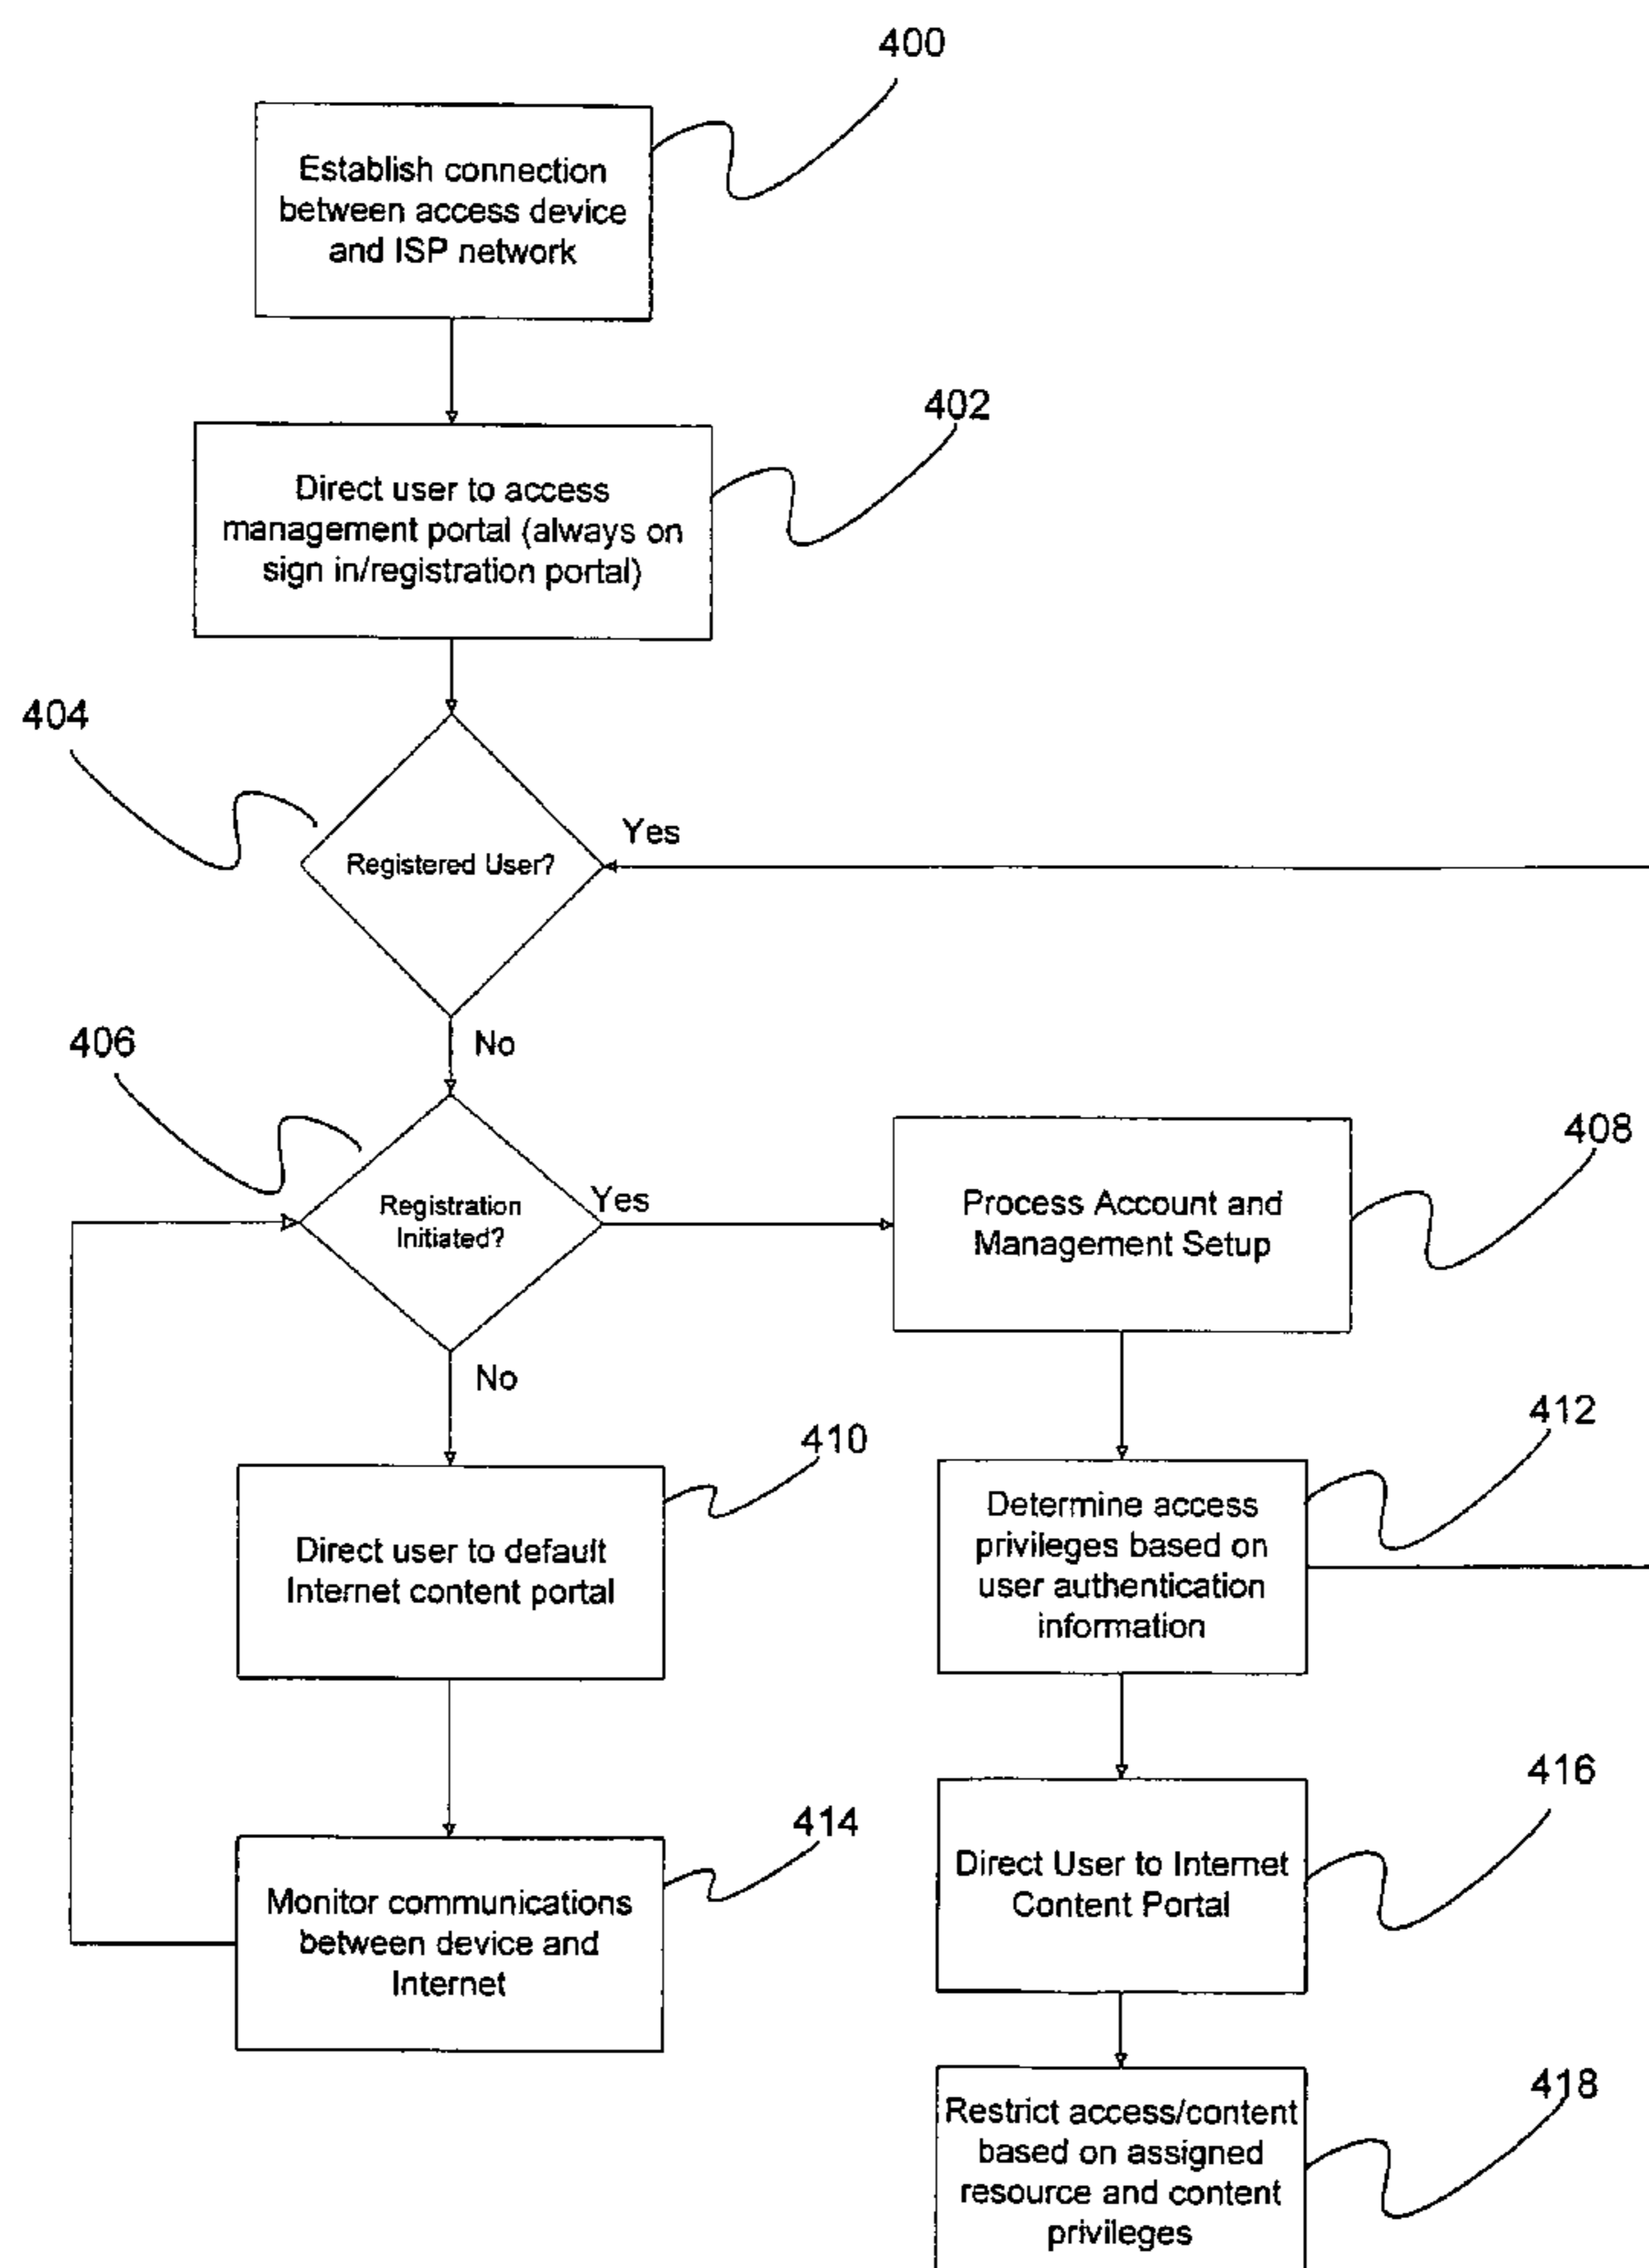 400
Establish connection
between access device
and ISP network
402
Direct user to access
management portal (always on
sign in/registration portal)
404
Registered User?
Yes
No
406
Registration
Initiated?
Yes
No
408
Process Account and
Management Setup
410
Direct user to default
Internet content portal
412
Determine access
privileges based on
user authentication
information
414
Monitor communications
between device and
Internet
416
Direct User to Internet
Content Portal
418
Restrict access/content
based on assigned
resource and content
privileges